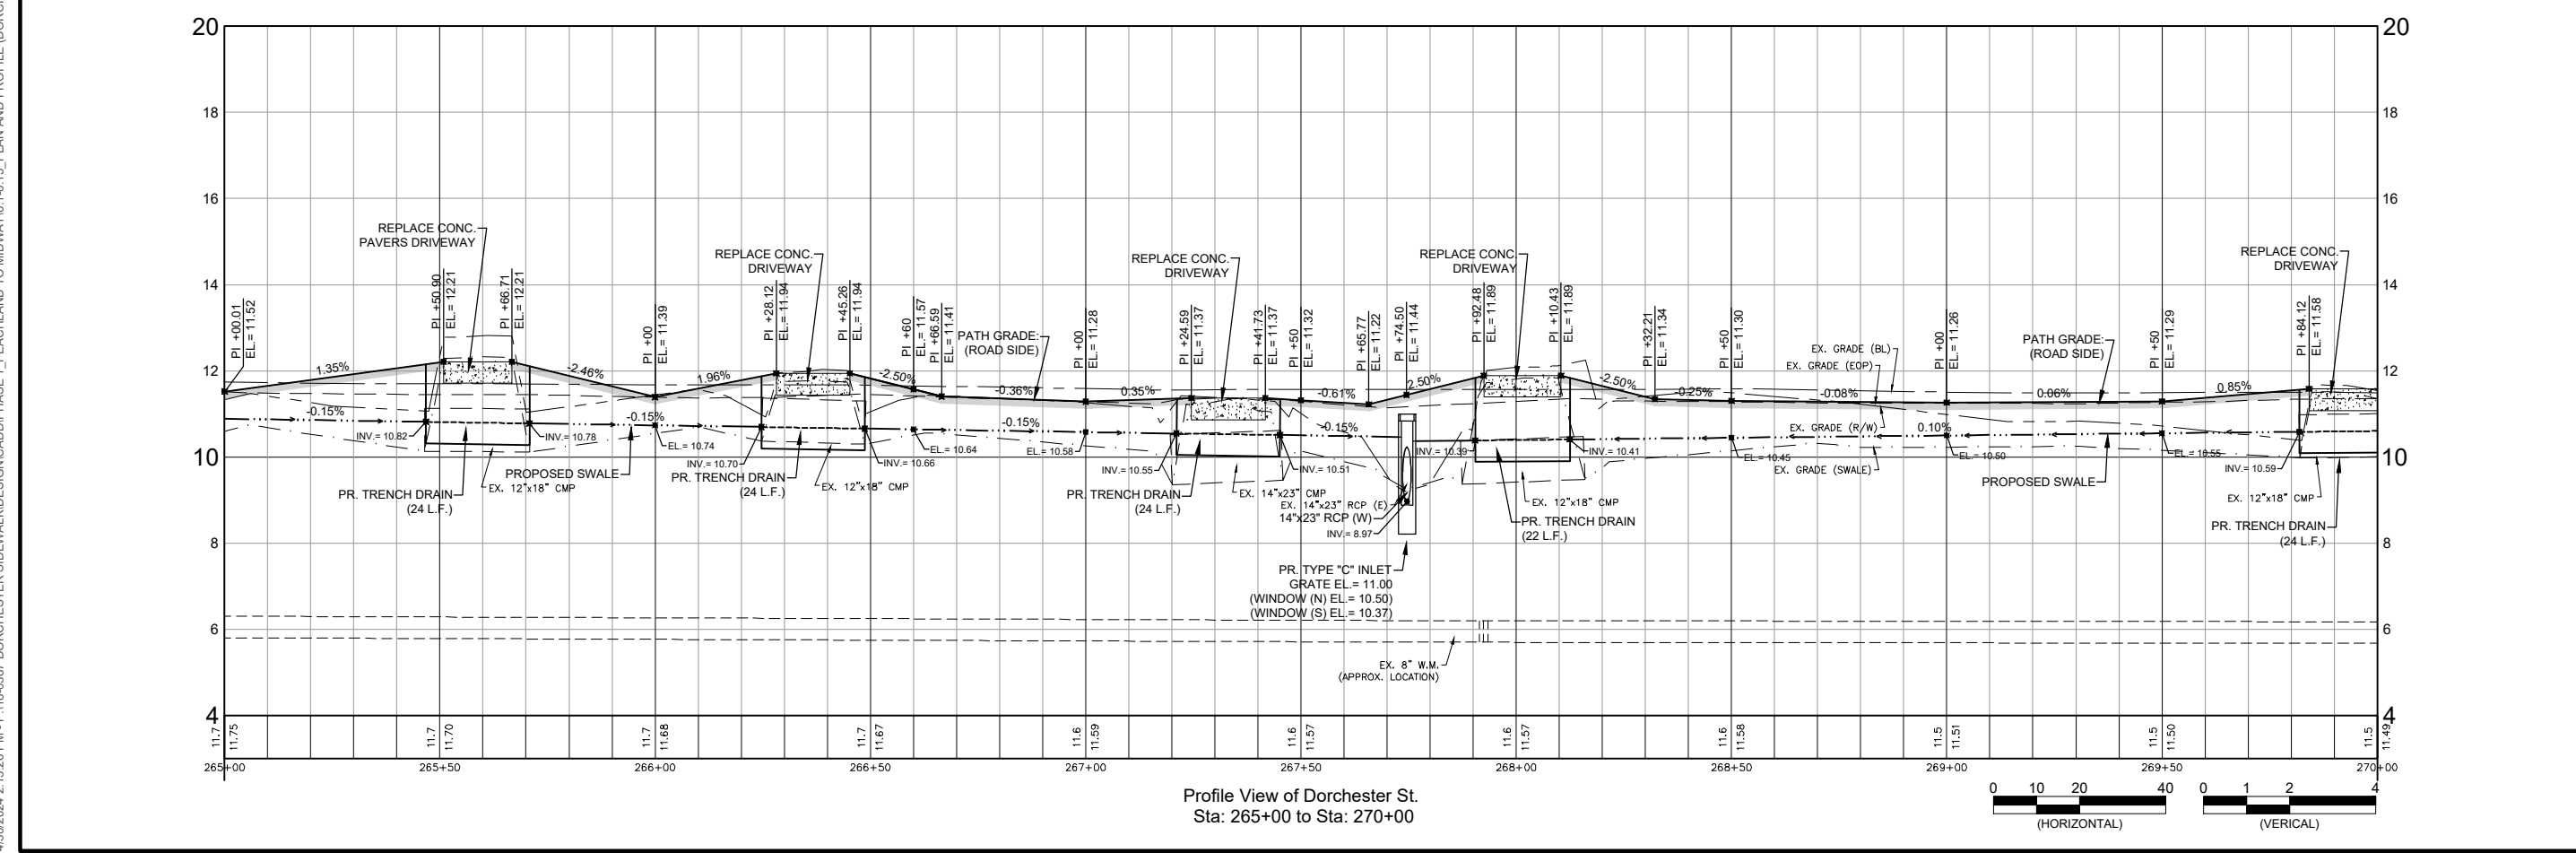 20
20
18
18
16
16
14
14
12
12
10
10
8
8
6
6
4
4
REPLACE CONC.
PAVERS DRIVEWAY
REPLACE CONC.
DRIVEWAY
REPLACE CONC.
DRIVEWAY
REPLACE CONC.
DRIVEWAY
REPLACE CONC.
DRIVEWAY
PI +00.01
EL.= 11.52
PI +50.90
EL.= 12.21
PI +66.71
EL.= 12.21
PI +00
EL.= 11.39
PI +28.12
EL.= 11.94
PI +45.26
EL.= 11.94
PI +60
EL.= 11.57
PI +66.59
EL.= 11.41
PATH GRADE:
(ROAD SIDE)
PI +00
EL.= 11.28
PI +24.59
EL.= 11.37
PI +41.73
EL.= 11.37
PI +50
EL.= 11.32
PI +65.77
EL.= 11.22
PI +74.50
EL.= 11.44
PI +92.48
EL.= 11.89
PI +10.43
EL.= 11.89
PI +32.21
EL.= 11.34
PI +50
EL.= 11.30
PI +00
EL.= 11.26
PATH GRADE:
(ROAD SIDE)
PI +50
EL.= 11.29
PI +84.12
EL.= 11.58
1.35%
-2.46%
1.96%
-2.50%
-0.36%
0.35%
-0.61%
2.50%
-2.50%
-0.25%
-0.08%
0.06%
0.85%
EX. GRADE (BL)
EX. GRADE (EOP)
EX. GRADE (R/W)
EX. GRADE (SWALE)
-0.15%
-0.15%
-0.15%
-0.15%
0.10%
INV.= 10.82
INV.= 10.78
EL.= 10.74
INV.= 10.70
INV.= 10.66
EL.= 10.64
EL.= 10.58
INV.= 10.55
INV.= 10.51
INV.= 10.39
INV.= 10.41
EL.= 10.45
EL.= 10.50
EL.= 10.55
INV.= 10.59
PR. TRENCH DRAIN
(24 L.F.)
EX. 12"x18" CMP
PROPOSED SWALE
PR. TRENCH DRAIN
(24 L.F.)
EX. 12"x18" CMP
PR. TRENCH DRAIN
(24 L.F.)
EX. 14"x23" CMP
EX. 14"x23" RCP (E)
14"x23" RCP (W)
INV.= 8.97
EX. 12"x18" CMP
PR. TRENCH DRAIN
(22 L.F.)
PROPOSED SWALE
EX. 12"x18" CMP
PR. TRENCH DRAIN
(24 L.F.)
PR. TYPE "C" INLET
GRATE EL.= 11.00
(WINDOW (N) EL.= 10.50)
(WINDOW (S) EL.= 10.37)
EX. 8" W.M.
(APPROX. LOCATION)
11.7
11.75
11.7
11.70
11.7
11.68
11.7
11.67
11.6
11.59
11.6
11.57
11.6
11.57
11.6
11.58
11.5
11.51
11.5
11.50
11.5
11.49
265+00
265+50
266+00
266+50
267+00
267+50
268+00
268+50
269+00
269+50
270+00
Profile View of Dorchester St.
Sta: 265+00 to Sta: 270+00
0 10 20 40
(HORIZONTAL)
0 1 2 4
(VERICAL)